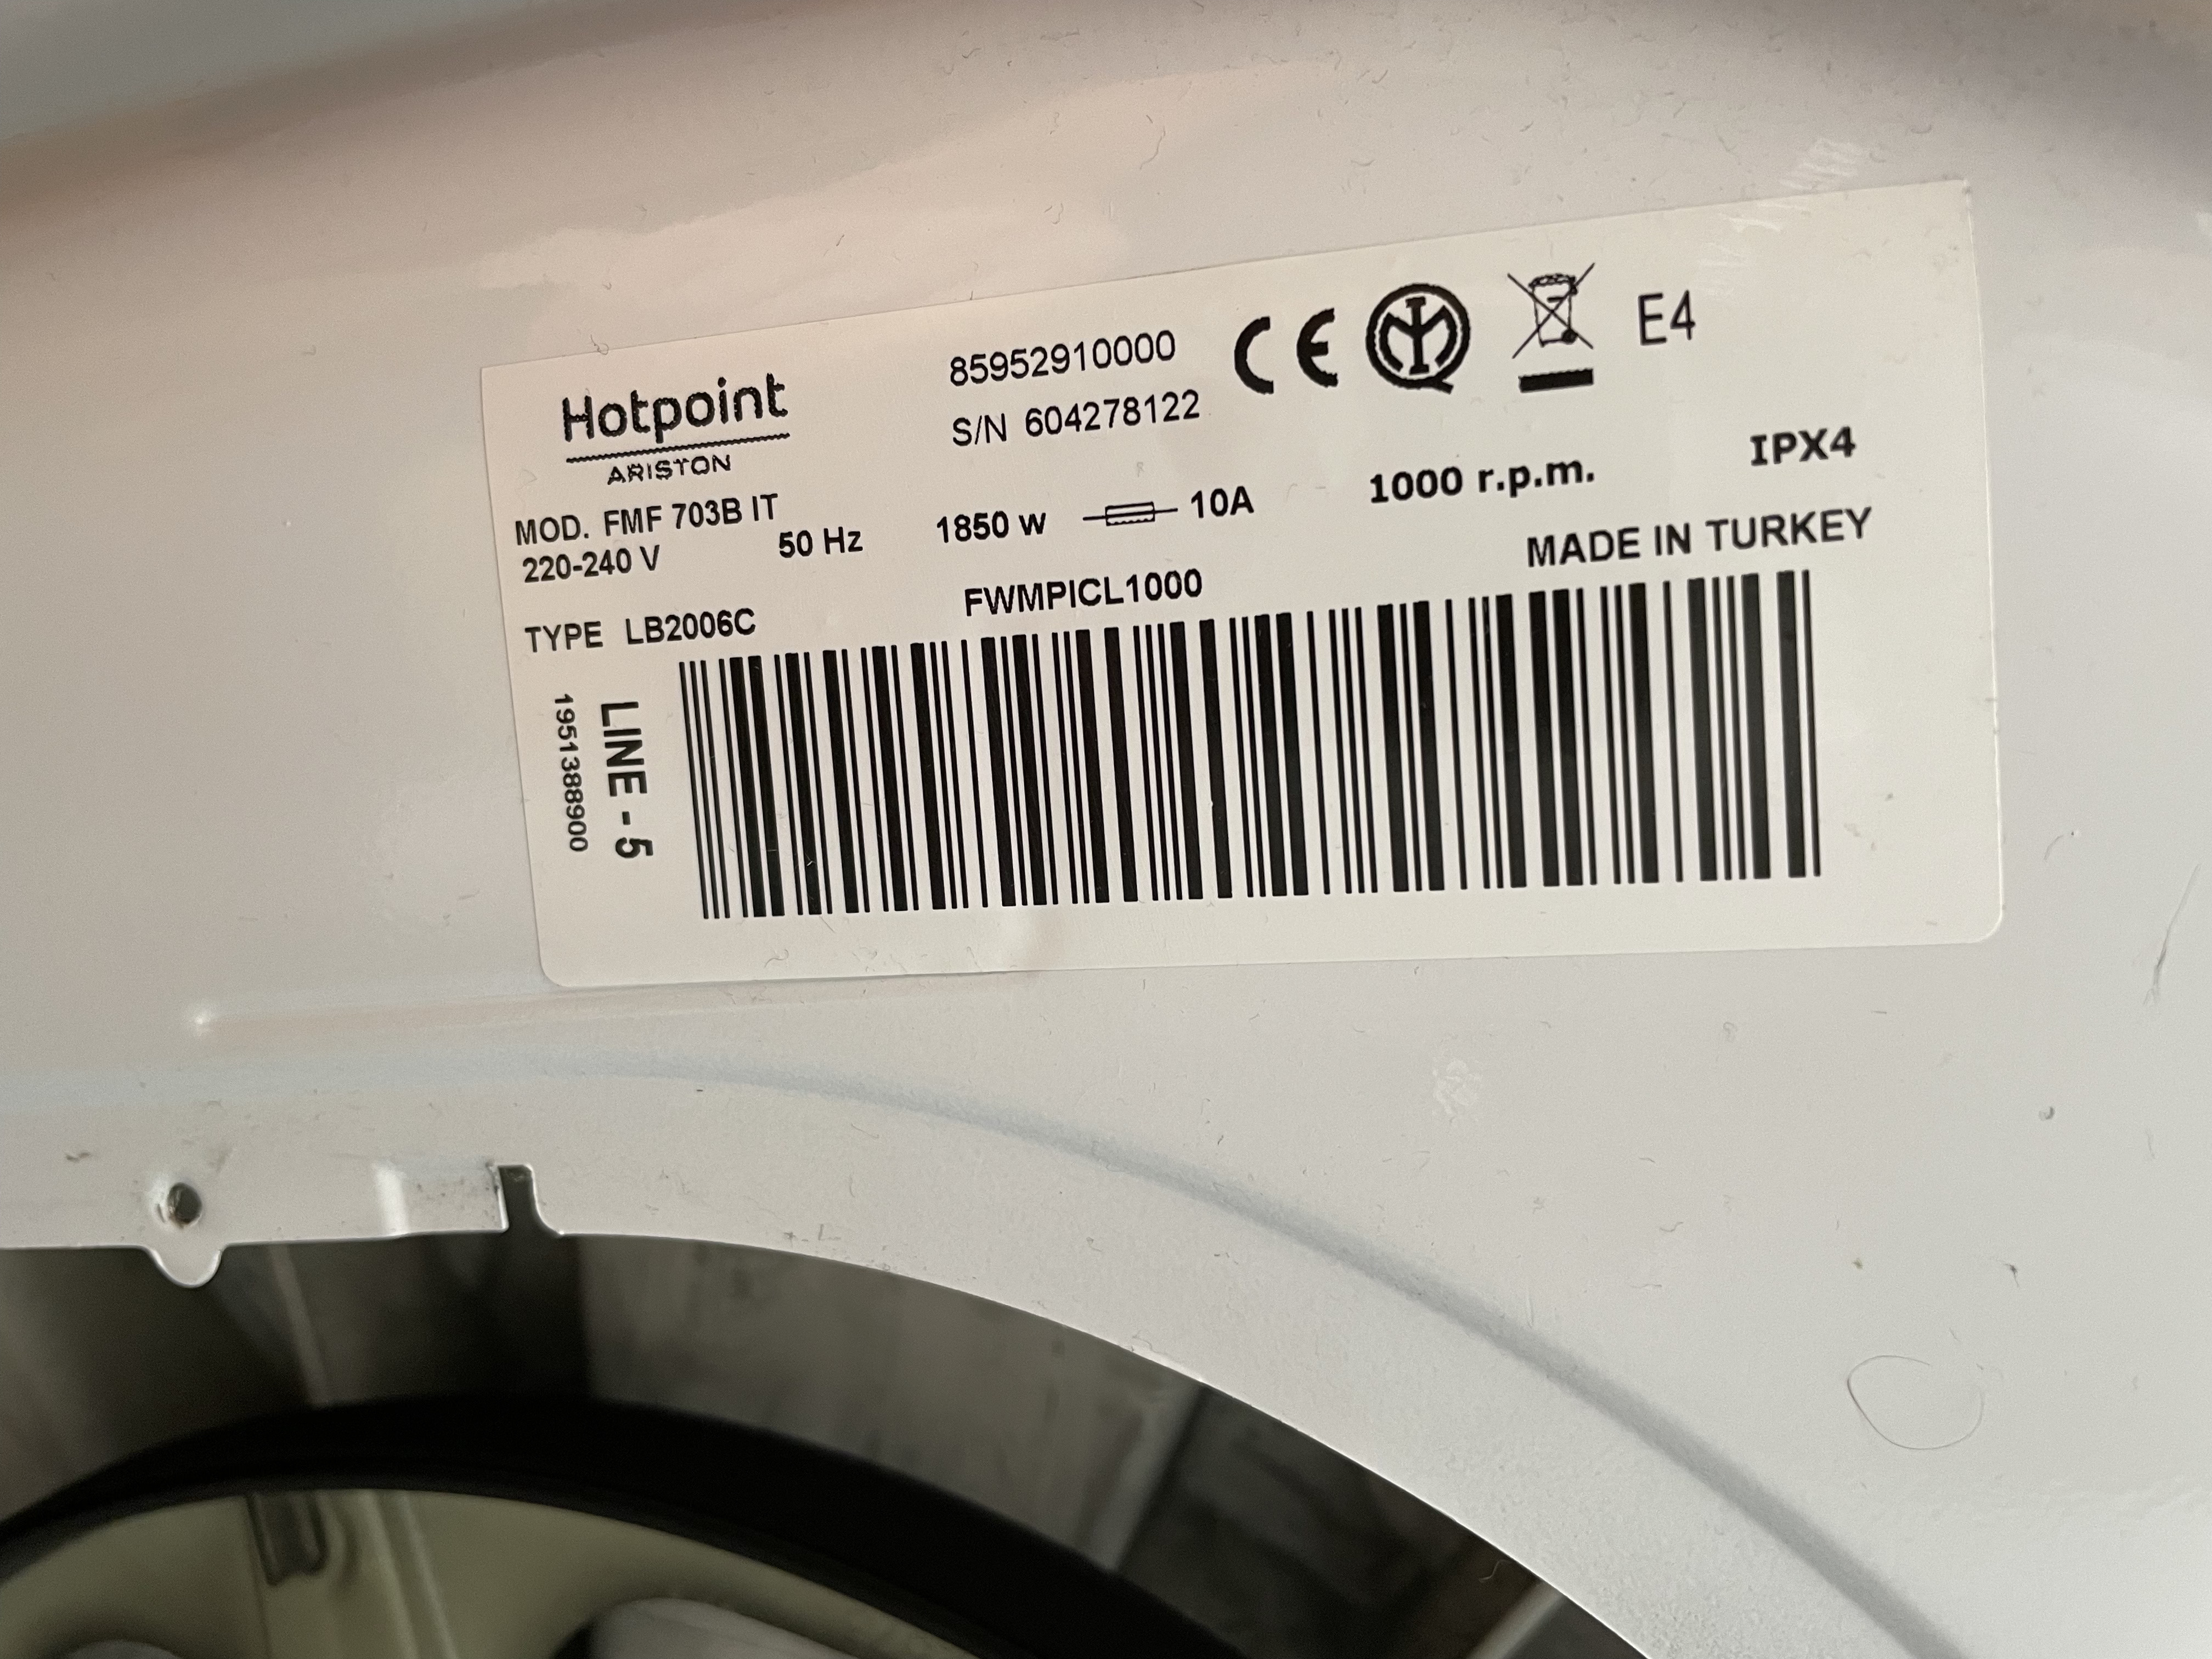 Hotpoint
ARISTON
85952910000
S/N 604278122
E4
MOD. FMF 703B IT
220-240 V
50 Hz
1850 W
10A
1000 r.p.m.
IPX4
MADE IN TURKEY
TYPE LB2006C
FWMPICL1000
LINE - 5
1951388900